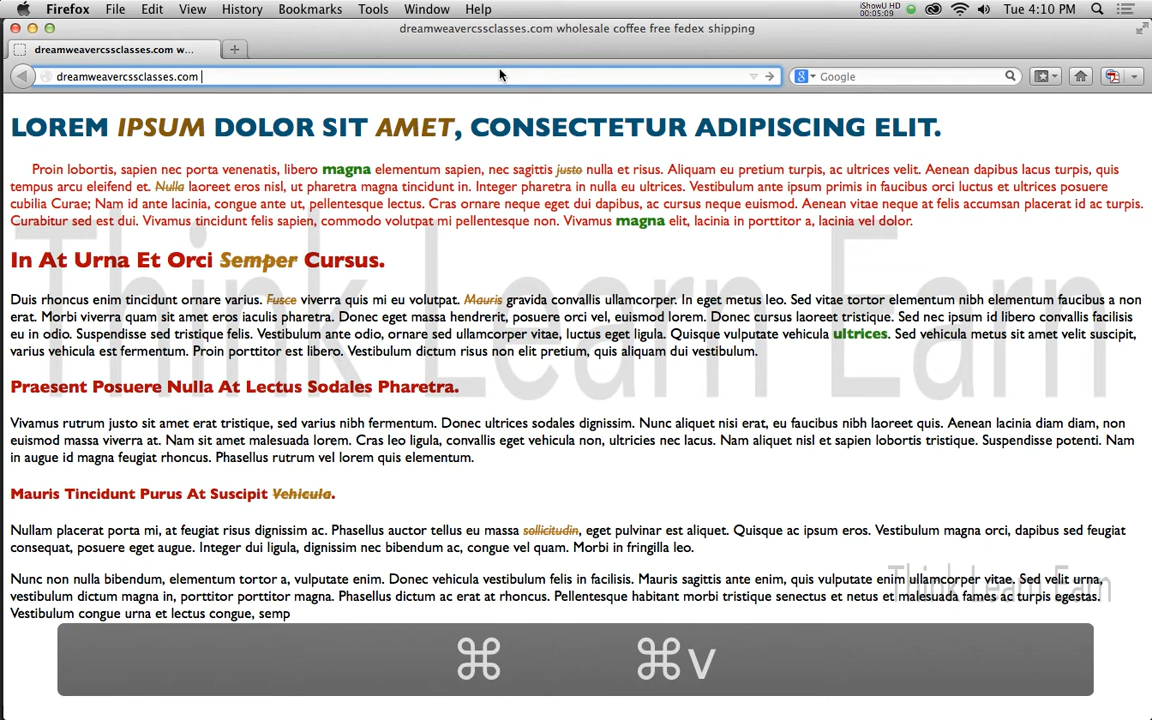 Firefox File Edit View History Bookmarks Tools Window Help iShowU HD 00:05:09 Tue 4:10 PM
dreamweavercssclasses.com wholesale coffee free fedex shipping
dreamweavercssclasses.com w...
dreamweavercssclasses.com Google
LOREM IPSUM DOLOR SIT AMET, CONSECTETUR ADIPISCING ELIT.
Proin lobortis, sapien nec porta venenatis, libero magna elementum sapien, nec sagittis justo nulla et risus. Aliquam eu pretium turpis, ac ultrices velit. Aenean dapibus lacus turpis, quis
tempus arcu eleifend et. Nulla laoreet eros nisl, ut pharetra magna tincidunt in. Integer pharetra in nulla eu ultrices. Vestibulum ante ipsum primis in faucibus orci luctus et ultrices posuere
cubilia Curae; Nam id ante lacinia, congue ante ut, pellentesque lectus. Cras ornare neque eget dui dapibus, ac cursus neque euismod. Aenean vitae neque at felis accumsan placerat id ac turpis.
Curabitur sed est dui. Vivamus tincidunt felis sapien, commodo volutpat mi pellentesque non. Vivamus magna elit, lacinia in porttitor a, lacinia vel dolor.
In At Urna Et Orci Semper Cursus.
Duis rhoncus enim tincidunt ornare varius. Fusce viverra quis mi eu volutpat. Mauris gravida convallis ullamcorper. In eget metus leo. Sed vitae tortor elementum nibh elementum faucibus a non
erat. Morbi viverra quam sit amet eros iaculis pharetra. Donec eget massa hendrerit, posuere orci vel, euismod lorem. Donec cursus laoreet tristique. Sed nec ipsum id libero convallis facilisis
eu in odio. Suspendisse sed tristique felis. Vestibulum ante odio, ornare sed ullamcorper vitae, luctus eget ligula. Quisque vulputate vehicula ultrices. Sed vehicula metus sit amet velit suscipit,
varius vehicula est fermentum. Proin porttitor est libero. Vestibulum dictum risus non elit pretium, quis aliquam dui vestibulum.
Think Learn Earn
Praesent Posuere Nulla At Lectus Sodales Pharetra.
Vivamus rutrum justo sit amet erat tristique, sed varius nibh fermentum. Donec ultrices sodales dignissim. Nunc aliquet nisi erat, eu faucibus nibh laoreet quis. Aenean lacinia diam diam, non
euismod massa viverra at. Nam sit amet malesuada lorem. Cras leo ligula, convallis eget vehicula non, ultricies nec lacus. Nam aliquet nisl et sapien lobortis tristique. Suspendisse potenti. Nam
in augue id magna feugiat rhoncus. Phasellus rutrum vel lorem quis elementum.
Mauris Tincidunt Purus At Suscipit Vehicula.
Nullam placerat porta mi, at feugiat risus dignissim ac. Phasellus auctor tellus eu massa sollicitudin, eget pulvinar est aliquet. Quisque ac ipsum eros. Vestibulum magna orci, dapibus sed feugiat
consequat, posuere eget augue. Integer dui ligula, dignissim nec bibendum ac, congue vel quam. Morbi in fringilla leo.
Nunc non nulla bibendum, elementum tortor a, vulputate enim. Donec vehicula vestibulum felis in facilisis. Mauris sagittis ante enim, quis vulputate enim ullamcorper vitae. Sed velit urna,
vestibulum dictum magna in, porttitor porttitor magna. Phasellus dictum ac erat at rhoncus. Pellentesque habitant morbi tristique senectus et netus et malesuada fames ac turpis egestas.
Vestibulum congue urna et lectus congue, semp
Think Learn Earn
⌘ ⌘V